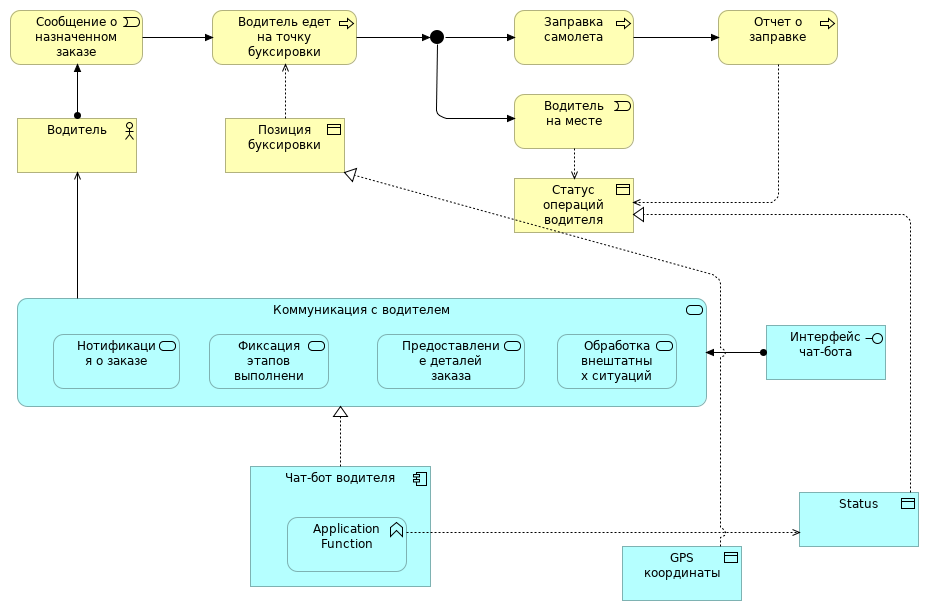 Сообщение о
назначенном
заказе
Водитель едет
на точку
буксировки
Заправка
самолета
Отчет о
заправке
Водитель
на месте
Водитель
Позиция
буксировки
Статус
операций
водителя
Коммуникация с водителем
Нотификаци
я о заказе
Фиксация
этапов
выполнени
Предоставлени
е деталей
заказа
Обработка
внештатны
х ситуаций
Интерфейс
чат-бота
Чат-бот водителя
Application
Function
Status
GPS
координаты